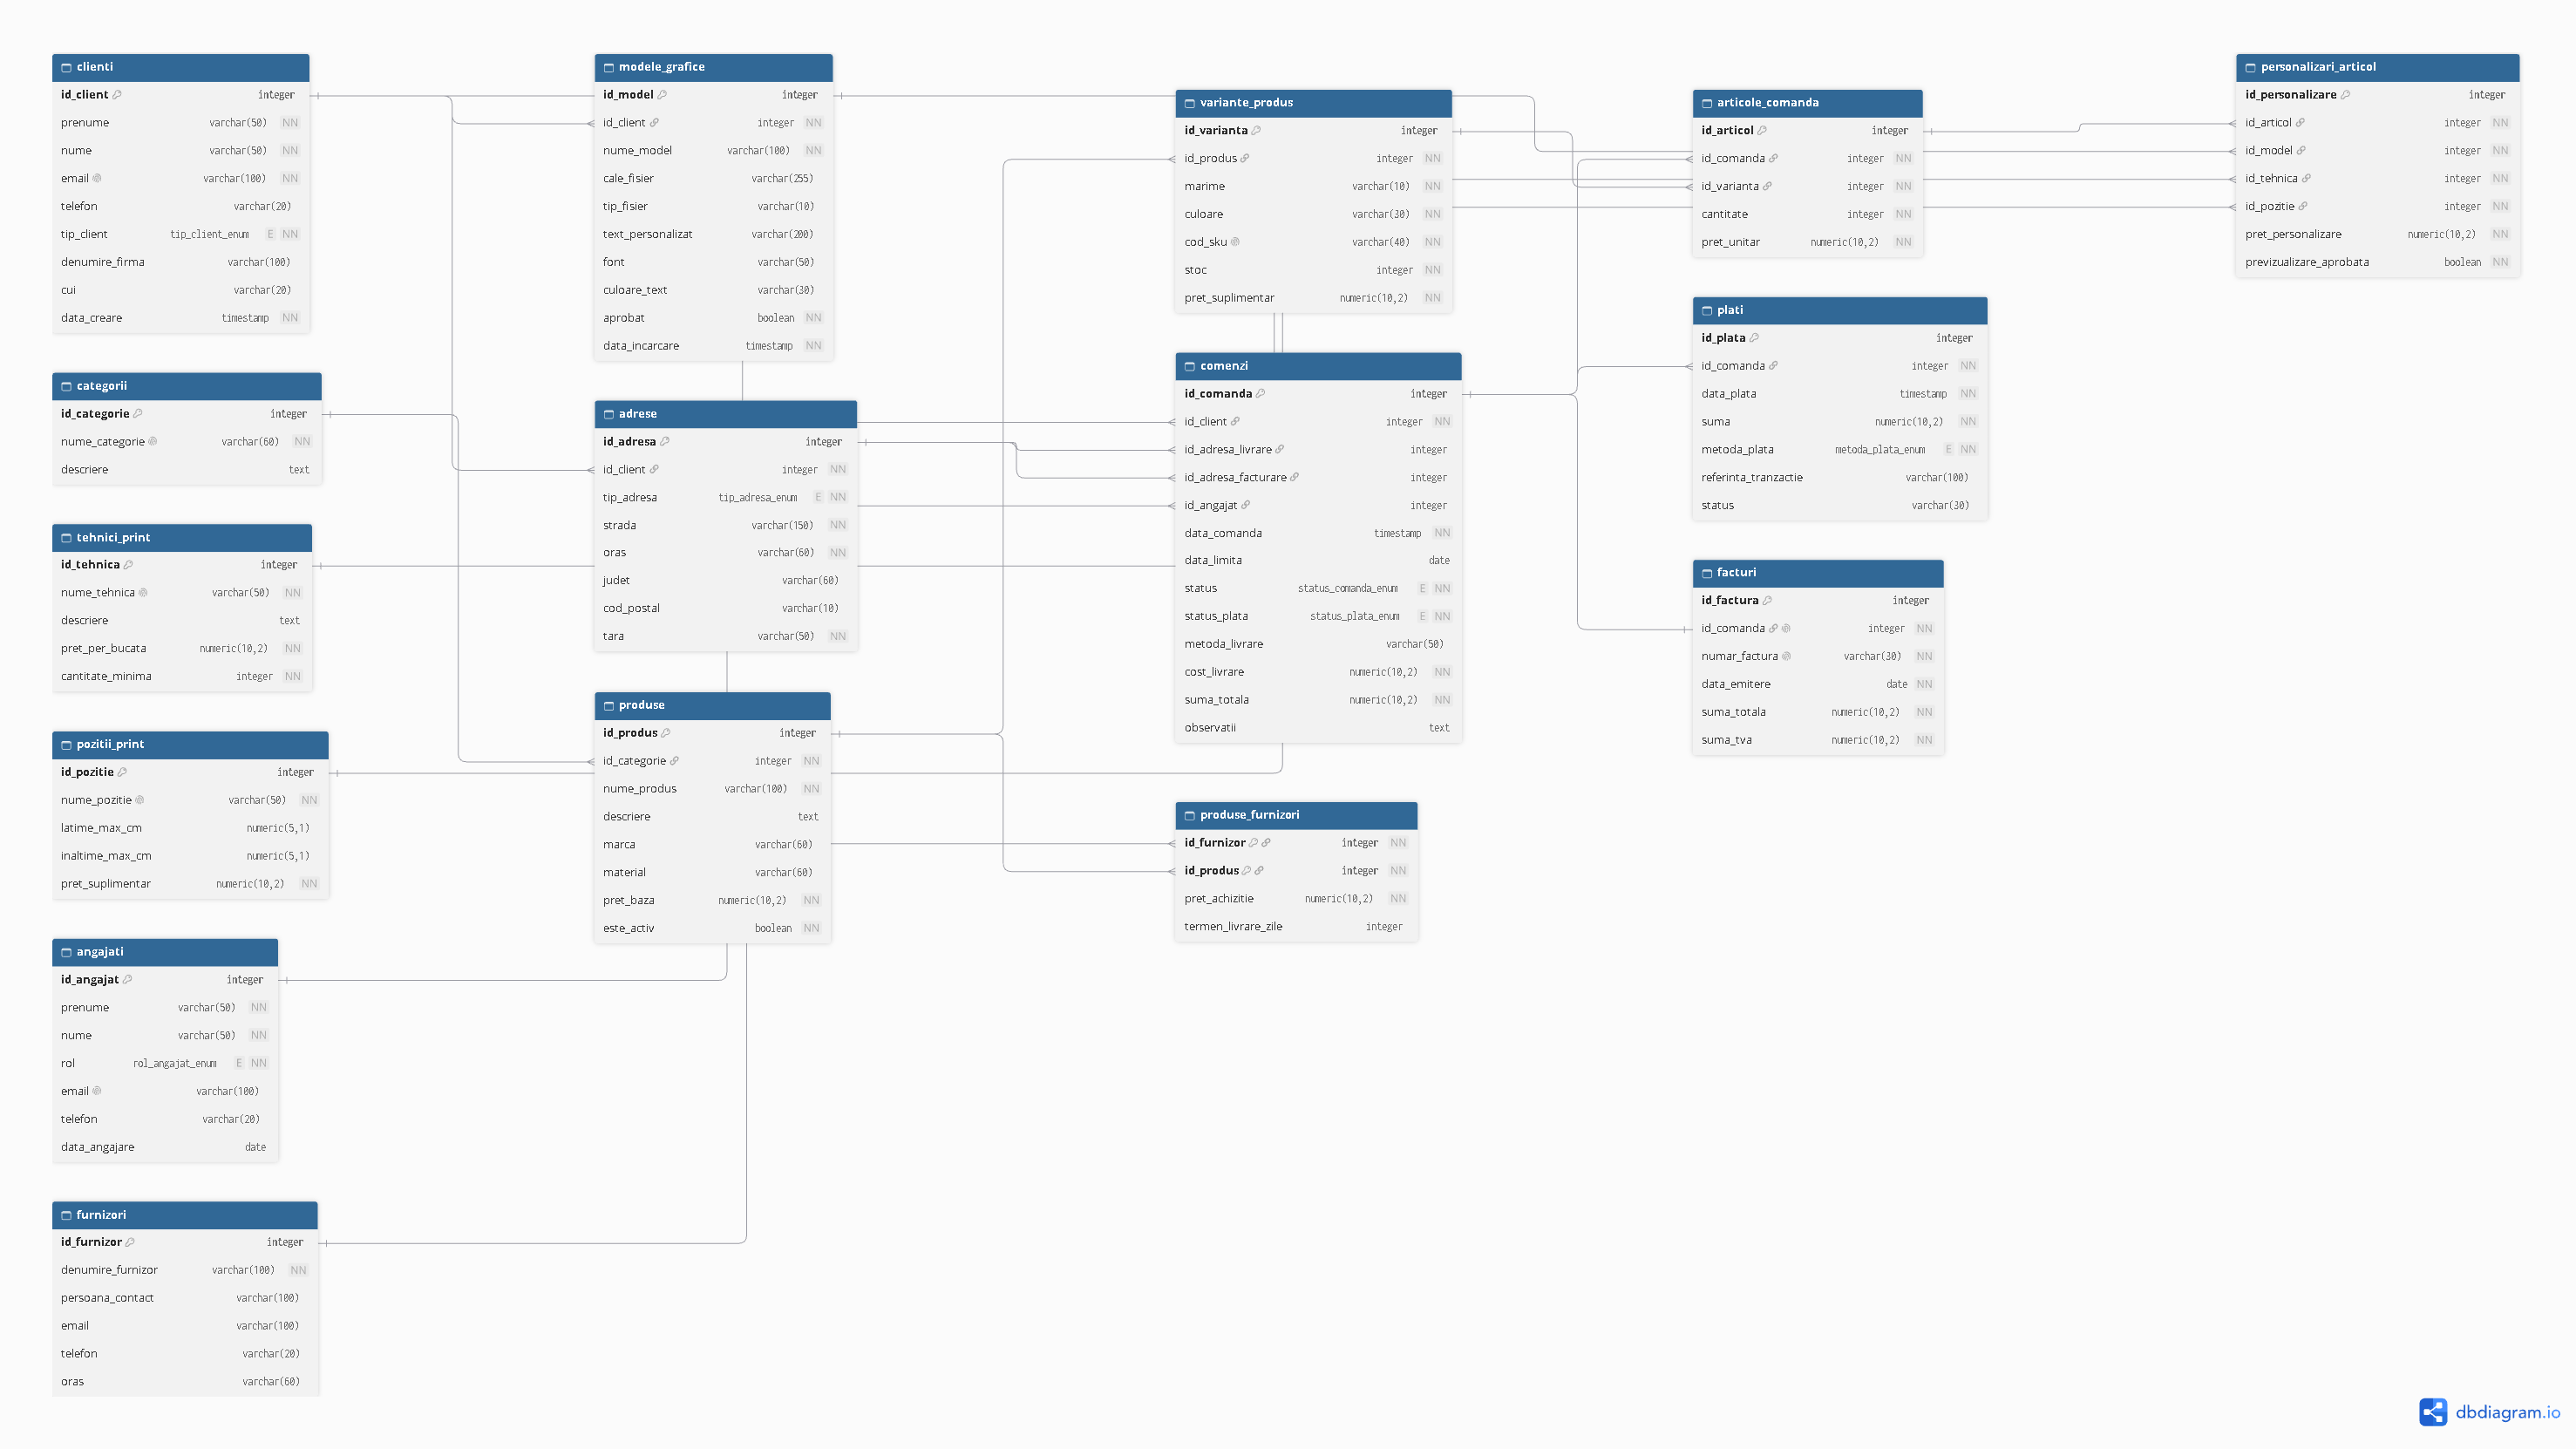 clienti
id_client integer
prenume varchar(50) NN
nume varchar(50) NN
email varchar(100) NN
telefon varchar(20)
tip_client tip_client_enum E NN
denumire_firma varchar(100)
cui varchar(20)
data_creare timestamp NN
categorii
id_categorie integer
nume_categorie varchar(60) NN
descriere text
tehnici_print
id_tehnica integer
nume_tehnica varchar(50) NN
descriere text
pret_per_bucata numeric(10,2) NN
cantitate_minima integer NN
pozitii_print
id_pozitie integer
nume_pozitie varchar(50) NN
latime_max_cm numeric(5,1)
inaltime_max_cm numeric(5,1)
pret_suplimentar numeric(10,2) NN
angajati
id_angajat integer
prenume varchar(50) NN
nume varchar(50) NN
rol rol_angajat_enum E NN
email varchar(100)
telefon varchar(20)
data_angajare date
furnizori
id_furnizor integer
denumire_furnizor varchar(100) NN
persoana_contact varchar(100)
email varchar(100)
telefon varchar(20)
oras varchar(60)
modele_grafice
id_model integer
id_client integer NN
nume_model varchar(100) NN
cale_fisier varchar(255)
tip_fisier varchar(10)
text_personalizat varchar(200)
font varchar(50)
culoare_text varchar(30)
aprobat boolean NN
data_incarcare timestamp NN
adrese
id_adresa integer
id_client integer NN
tip_adresa tip_adresa_enum E NN
strada varchar(150) NN
oras varchar(60) NN
judet varchar(60)
cod_postal varchar(10)
tara varchar(50) NN
produse
id_produs integer
id_categorie integer NN
nume_produs varchar(100) NN
descriere text
marca varchar(60)
material varchar(60)
pret_baza numeric(10,2) NN
este_activ boolean NN
variante_produs
id_varianta integer
id_produs integer NN
marime varchar(10) NN
culoare varchar(30) NN
cod_sku varchar(40) NN
stoc integer NN
pret_suplimentar numeric(10,2) NN
comenzi
id_comanda integer
id_client integer NN
id_adresa_livrare integer
id_adresa_facturare integer
id_angajat integer
data_comanda timestamp NN
data_limita date
status status_comanda_enum E NN
status_plata status_plata_enum E NN
metoda_livrare varchar(50)
cost_livrare numeric(10,2) NN
suma_totala numeric(10,2) NN
observatii text
produse_furnizori
id_furnizor integer NN
id_produs integer NN
pret_achizitie numeric(10,2) NN
termen_livrare_zile integer
articole_comanda
id_articol integer
id_comanda integer NN
id_varianta integer NN
cantitate integer NN
pret_unitar numeric(10,2) NN
plati
id_plata integer
id_comanda integer NN
data_plata timestamp NN
suma numeric(10,2) NN
metoda_plata metoda_plata_enum E NN
referinta_tranzactie varchar(100)
status varchar(30)
facturi
id_factura integer
id_comanda integer NN
numar_factura varchar(30) NN
data_emitere date NN
suma_totala numeric(10,2) NN
suma_tva numeric(10,2) NN
personalizari_articol
id_personalizare integer
id_articol integer NN
id_model integer NN
id_tehnica integer NN
id_pozitie integer NN
pret_personalizare numeric(10,2) NN
previzualizare_aprobata boolean NN
dbdiagram.io